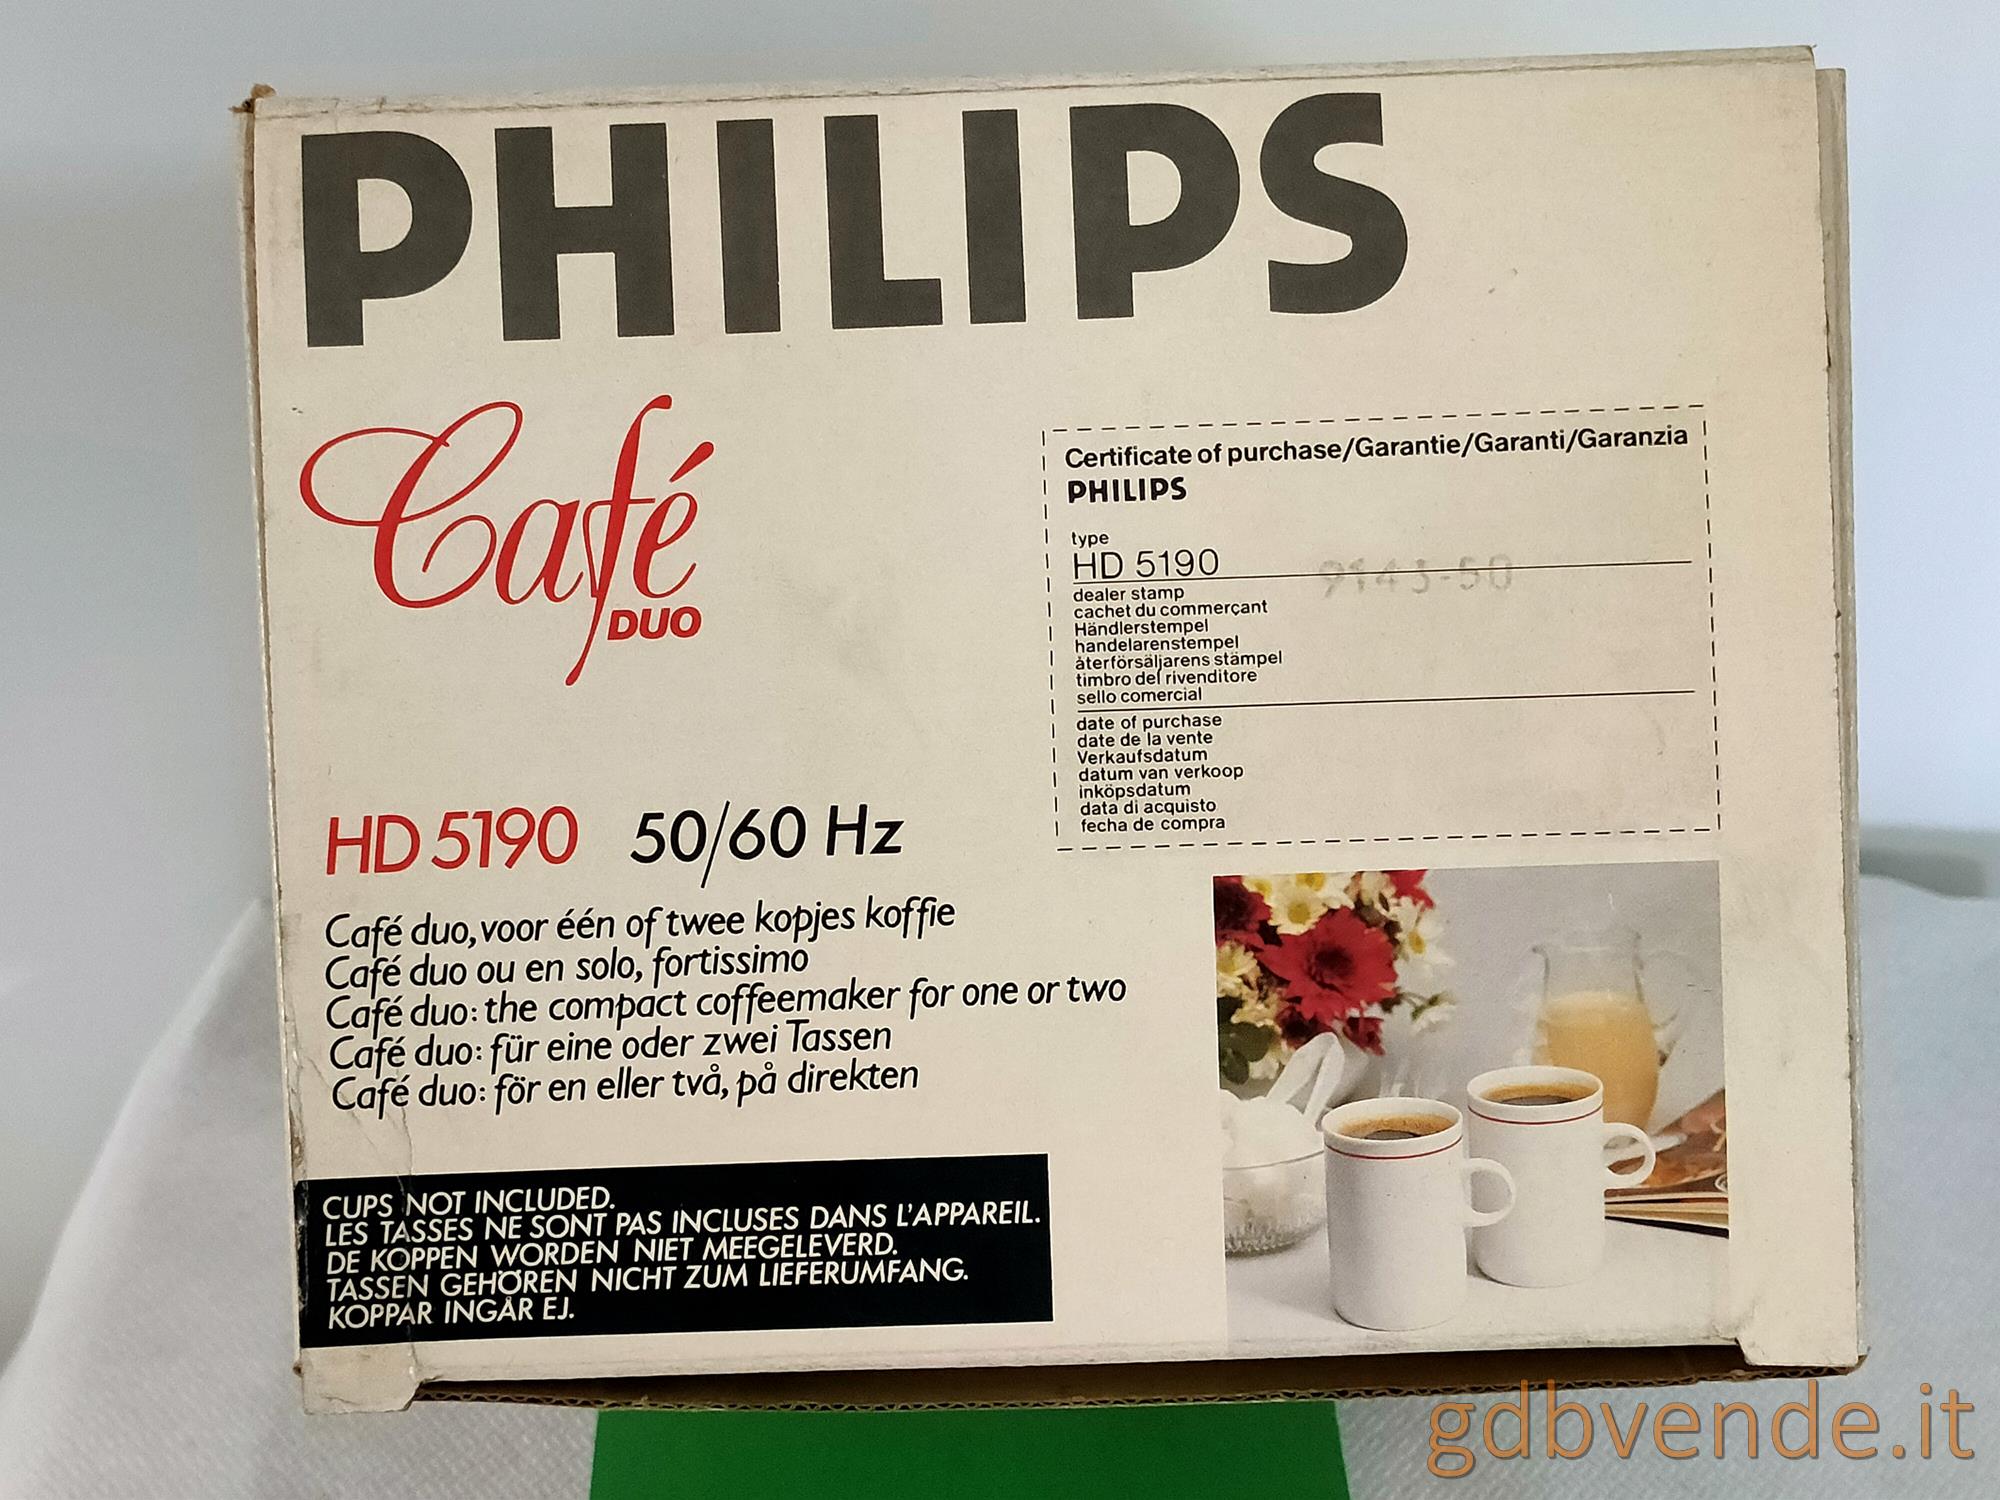 PHILIPS
Café
DUO
HD 5190 50/60 Hz
Café duo, voor één of twee kopjes koffie
Café duo ou en solo, fortissimo
Café duo: the compact coffeemaker for one or two
Café duo: für eine oder zwei Tassen
Café duo: för en eller två, på direkten
CUPS NOT INCLUDED.
LES TASSES NE SONT PAS INCLUSES DANS L'APPAREIL.
DE KOPPEN WORDEN NIET MEEGELEVERD.
TASSEN GEHÖREN NICHT ZUM LIEFERUMFANG.
KOPPAR INGÅR EJ.
Certificate of purchase/Garantie/Garanti/Garanzia
PHILIPS
type
HD 5190
9143-50
dealer stamp
cachet du commerçant
Händlerstempel
handelarenstempel
återförsäljarens stämpel
timbro del rivenditore
sello comercial
date of purchase
date de la vente
Verkaufsdatum
datum van verkoop
inköpsdatum
data di acquisto
fecha de compra
gdbvende.it